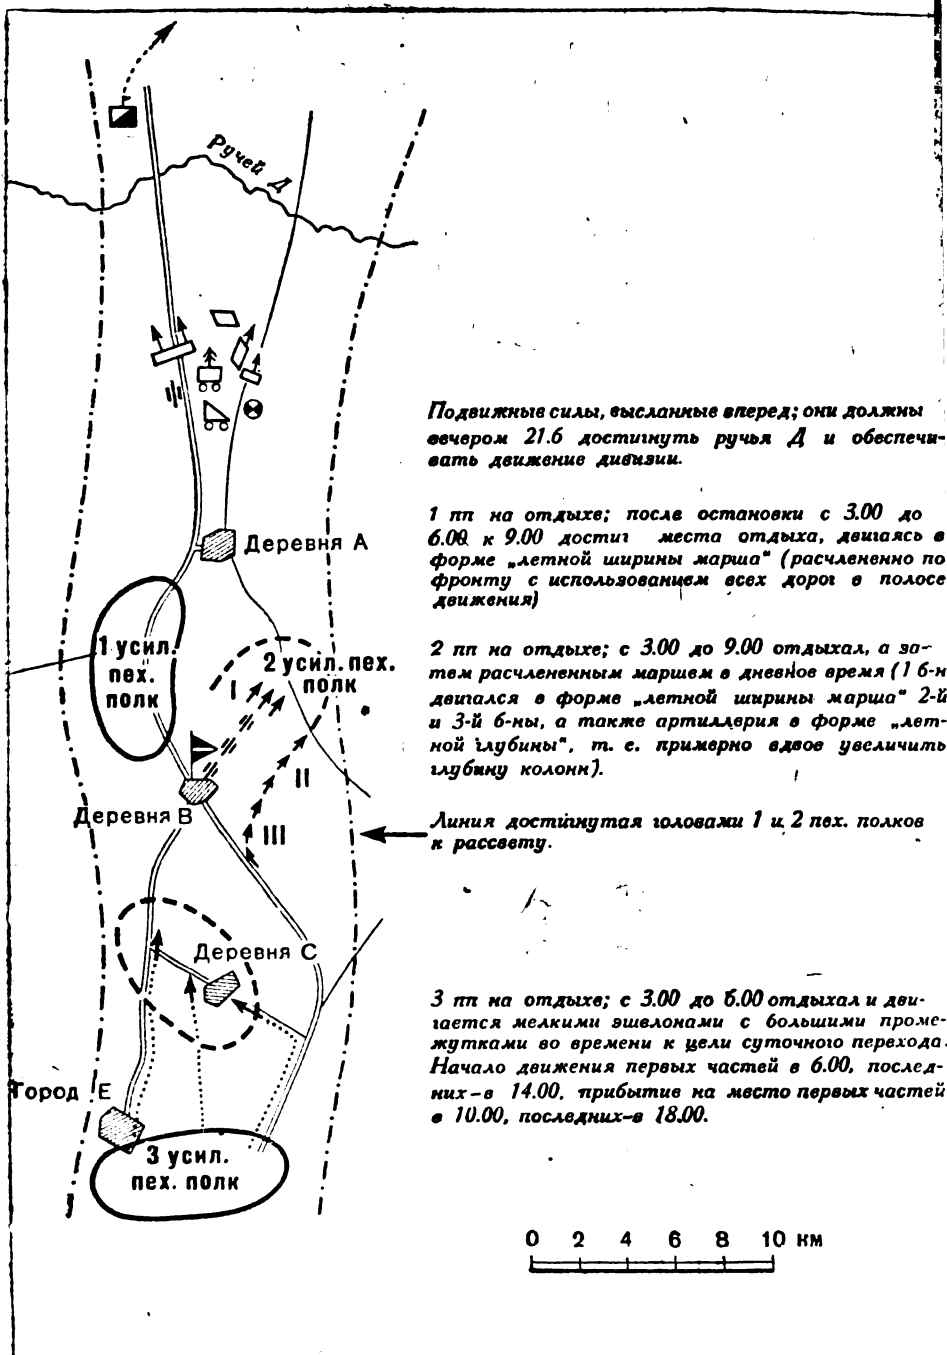 Ручей Д
Подвижные силы, высланные вперед; они должны
вечером 21.6 достигнуть ручья Д и обеспечи-
вать движение дивизии.
1 пп на отдыхе; после остановки с 3.00 до
6.00 к 9.00 достиг места отдыха, двигаясь в
форме „летной ширины марша“ (расчлененно по
фронту с использованием всех дорог в полосе
движения)
Деревня А
1 усил.
пех.
полк
2 усил. пех.
полк
I
II
III
2 пп на отдыхе; с 3.00 до 9.00 отдыхал, а за-
тем расчлененным маршем в дневное время (1 б-н
двигался в форме „летной ширины марша“ 2-й
и 3-й б-ны, а также артиллерия в форме „лет-
ной глубины“, т. е. примерно вдвое увеличить
глубину колонн).
Деревня В
Линия достигнутая головами 1 и 2 пех. полков
к рассвету.
Деревня С
3 пп на отдыхе; с 3.00 до 6.00 отдыхал и дви-
гается мелкими эшелонами с большими проме-
жутками во времени к цели суточного перехода.
Начало движения первых частей в 6.00, послед-
них-в 14.00, прибытие на место первых частей
в 10.00, последних-в 18.00.
Город Е
3 усил.
пех. полк
0 2 4 6 8 10 км